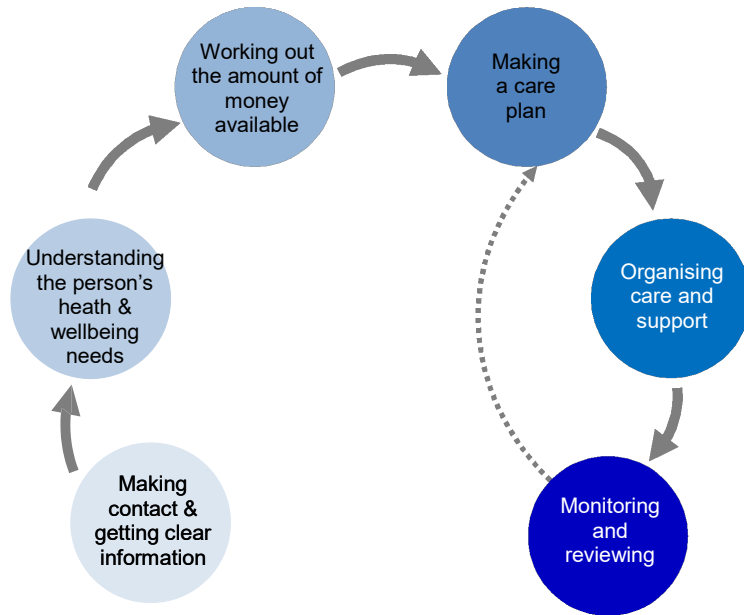 Making
contact &
getting clear
information
Understanding
the person’s
heath &
wellbeing
needs
Working out
the amount of
money
available
Making
a care
plan
Organising
care and
support
Monitoring
and
reviewing